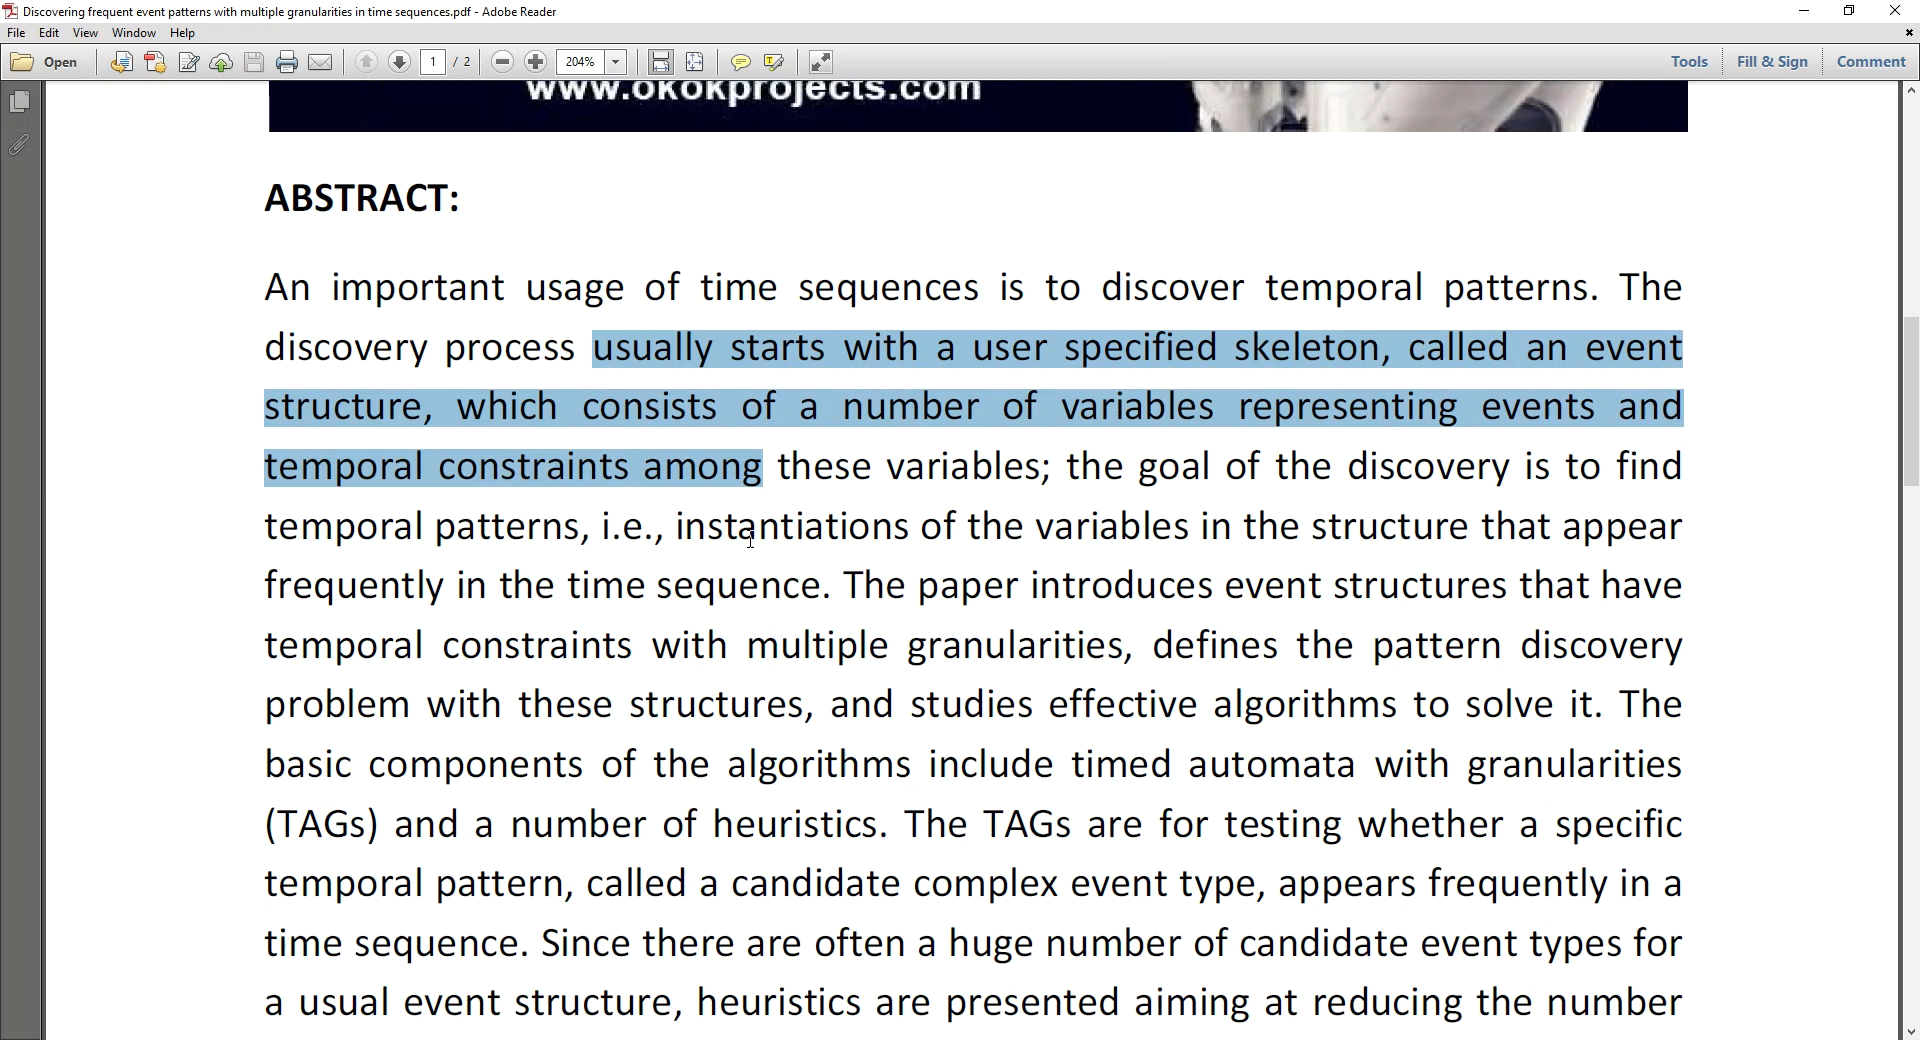 Discovering frequent event patterns with multiple granularities in time sequences.pdf - Adobe Reader
File Edit View Window Help
Open 1 / 2 204% Tools Fill & Sign Comment
www.okokprojects.com
ABSTRACT:
An important usage of time sequences is to discover temporal patterns. The
discovery process usually starts with a user specified skeleton, called an event
structure, which consists of a number of variables representing events and
temporal constraints among these variables; the goal of the discovery is to find
temporal patterns, i.e., instantiations of the variables in the structure that appear
frequently in the time sequence. The paper introduces event structures that have
temporal constraints with multiple granularities, defines the pattern discovery
problem with these structures, and studies effective algorithms to solve it. The
basic components of the algorithms include timed automata with granularities
(TAGs) and a number of heuristics. The TAGs are for testing whether a specific
temporal pattern, called a candidate complex event type, appears frequently in a
time sequence. Since there are often a huge number of candidate event types for
a usual event structure, heuristics are presented aiming at reducing the number